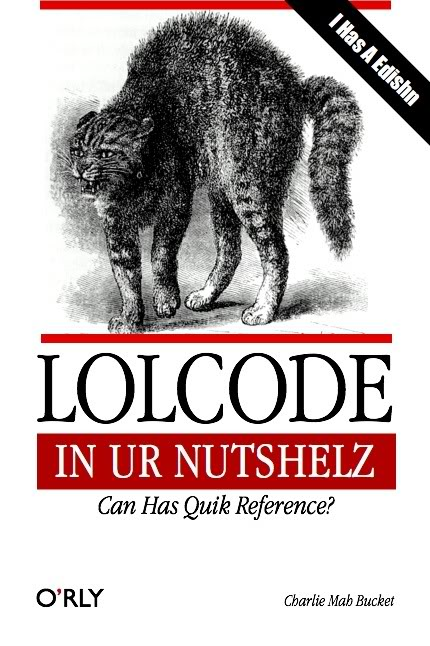 I Has A Edishn
LOLCODE
IN UR NUTSHELZ
Can Has Quik Reference?
O'RLY
Charlie Mah Bucket